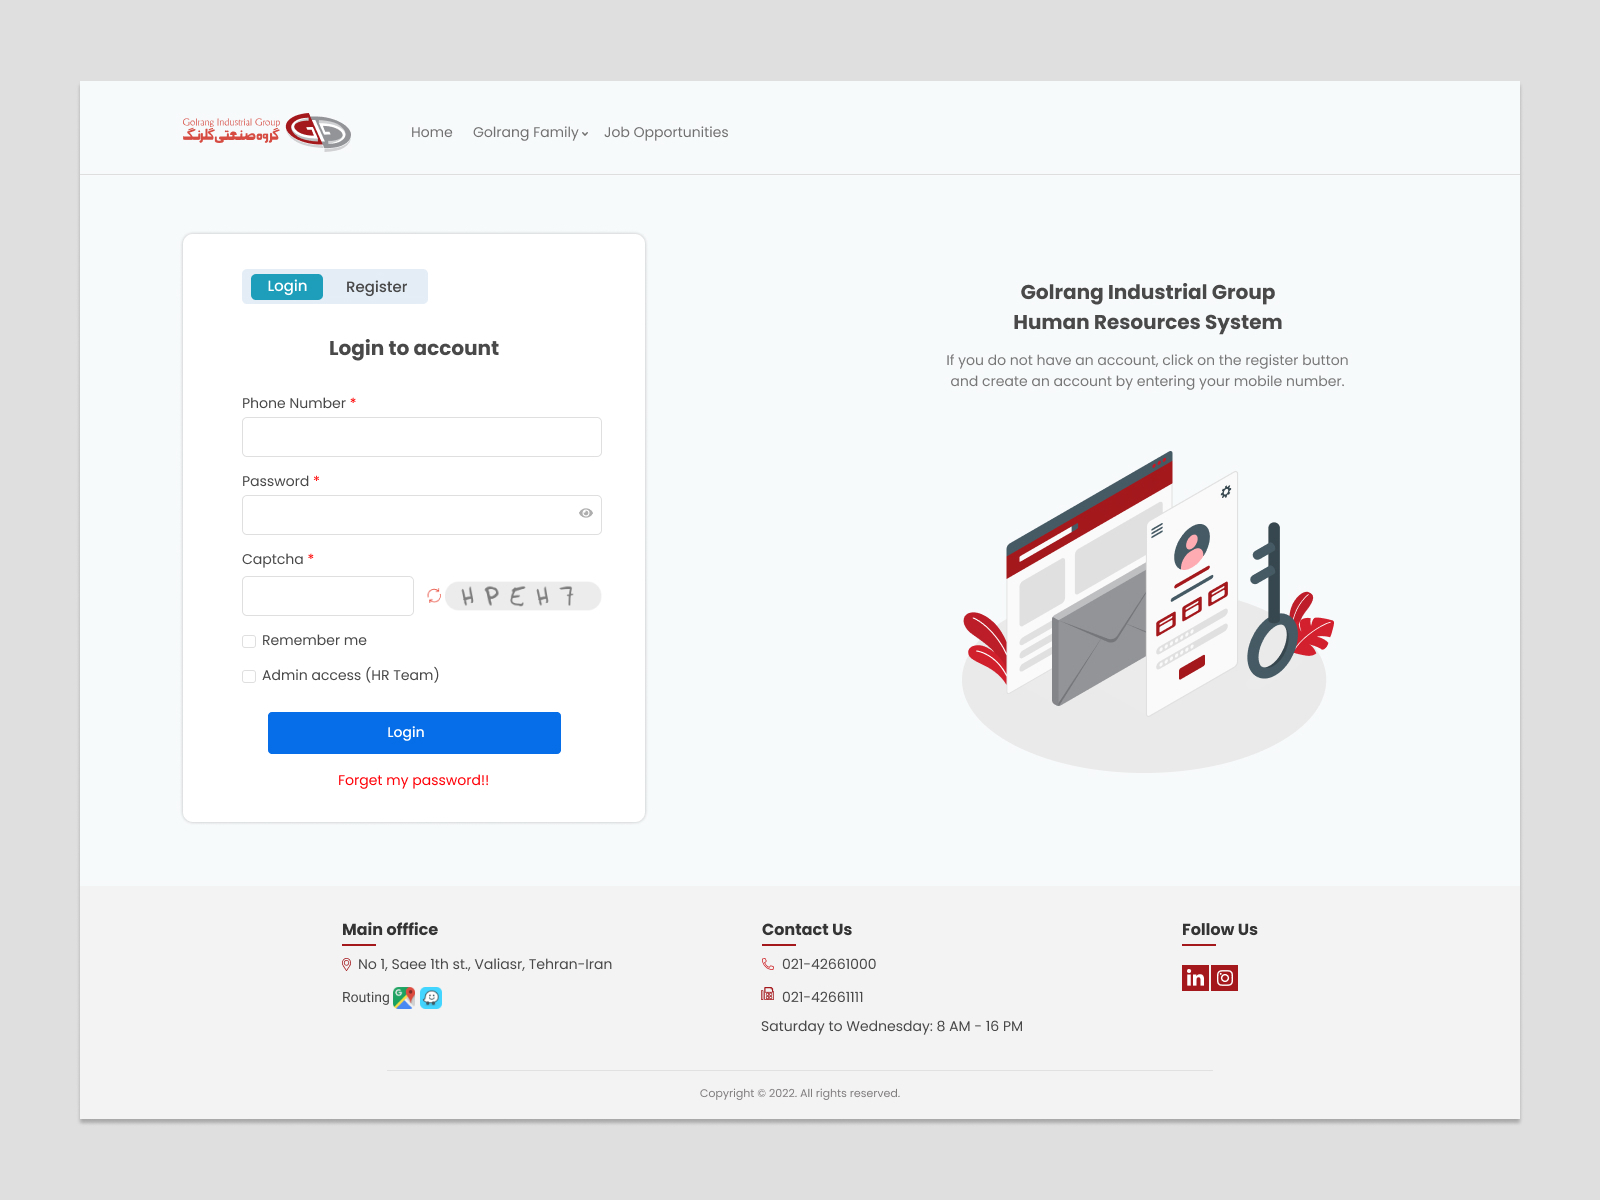 Golrang Industrial Group
گروه صنعتی گلرنگ
Home Golrang Family Job Opportunities
Login Register
Login to account
Phone Number *
Password *
Captcha *
HPEH7
Remember me
Admin access (HR Team)
Login
Forget my password!!
Golrang Industrial Group
Human Resources System
If you do not have an account, click on the register button
and create an account by entering your mobile number.
Main offfice
No 1, Saee 1th st., Valiasr, Tehran-Iran
Routing
Contact Us
021-42661000
021-42661111
Saturday to Wednesday: 8 AM - 16 PM
Follow Us
in
Copyright © 2022. All rights reserved.